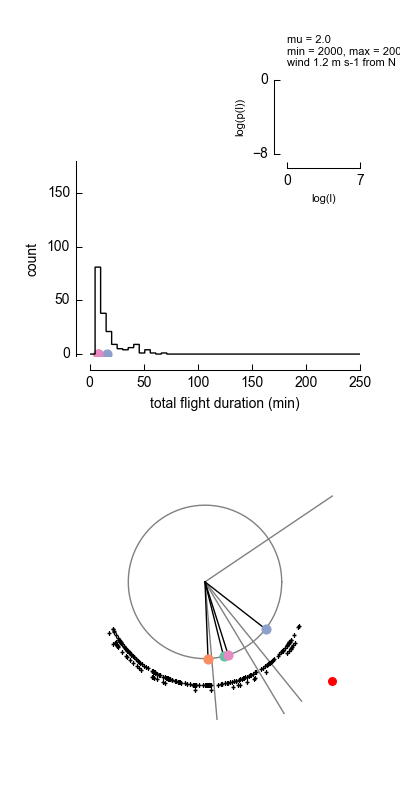 mu = 2.0
min = 2000, max = 200
wind 1.2 m s-1 from N
0
log(p(l))
−8
0
7
log(l)
150
100
50
0
count
0
50
100
150
200
250
total flight duration (min)